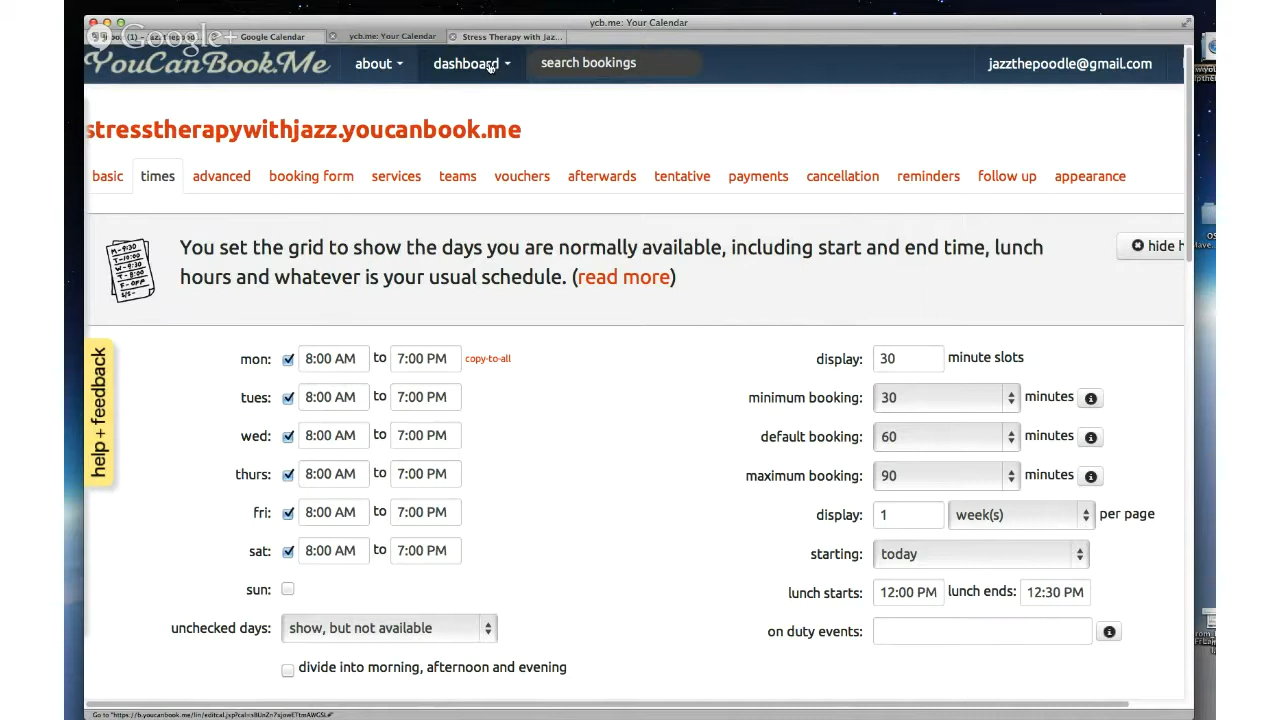 ycb.me: Your Calendar
Google+
Google Calendar
ycb.me: Your Calendar
Stress Therapy with Jaz...
YouCanBook.Me
about
dashboard
search bookings
jazzthepoodle@gmail.com
stresstherapywithjazz.youcanbook.me
basic
times
advanced
booking form
services
teams
vouchers
afterwards
tentative
payments
cancellation
reminders
follow up
appearance
You set the grid to show the days you are normally available, including start and end time, lunch
hours and whatever is your usual schedule. (read more)
hide h
help + feedback
mon: 8:00 AM to 7:00 PM copy-to-all
tues: 8:00 AM to 7:00 PM
wed: 8:00 AM to 7:00 PM
thurs: 8:00 AM to 7:00 PM
fri: 8:00 AM to 7:00 PM
sat: 8:00 AM to 7:00 PM
sun:
unchecked days: show, but not available
divide into morning, afternoon and evening
display: 30 minute slots
minimum booking: 30 minutes
default booking: 60 minutes
maximum booking: 90 minutes
display: 1 week(s) per page
starting: today
lunch starts: 12:00 PM lunch ends: 12:30 PM
on duty events: